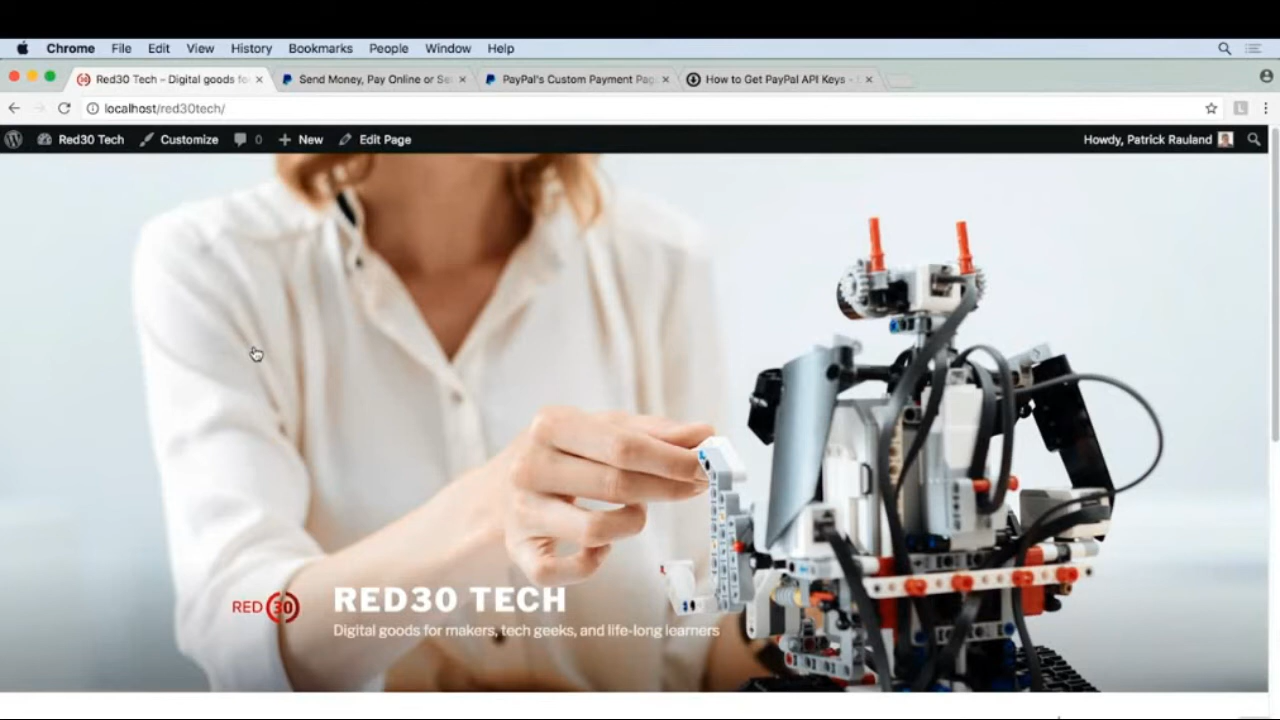 Chrome File Edit View History Bookmarks People Window Help
Red30 Tech – Digital goods fo
Send Money, Pay Online or Se
PayPal's Custom Payment Pag
How to Get PayPal API Keys -
localhost/red30tech/
L
Red30 Tech Customize 0 New Edit Page Howdy, Patrick Rauland
RED 30
RED30 TECH
Digital goods for makers, tech geeks, and life-long learners